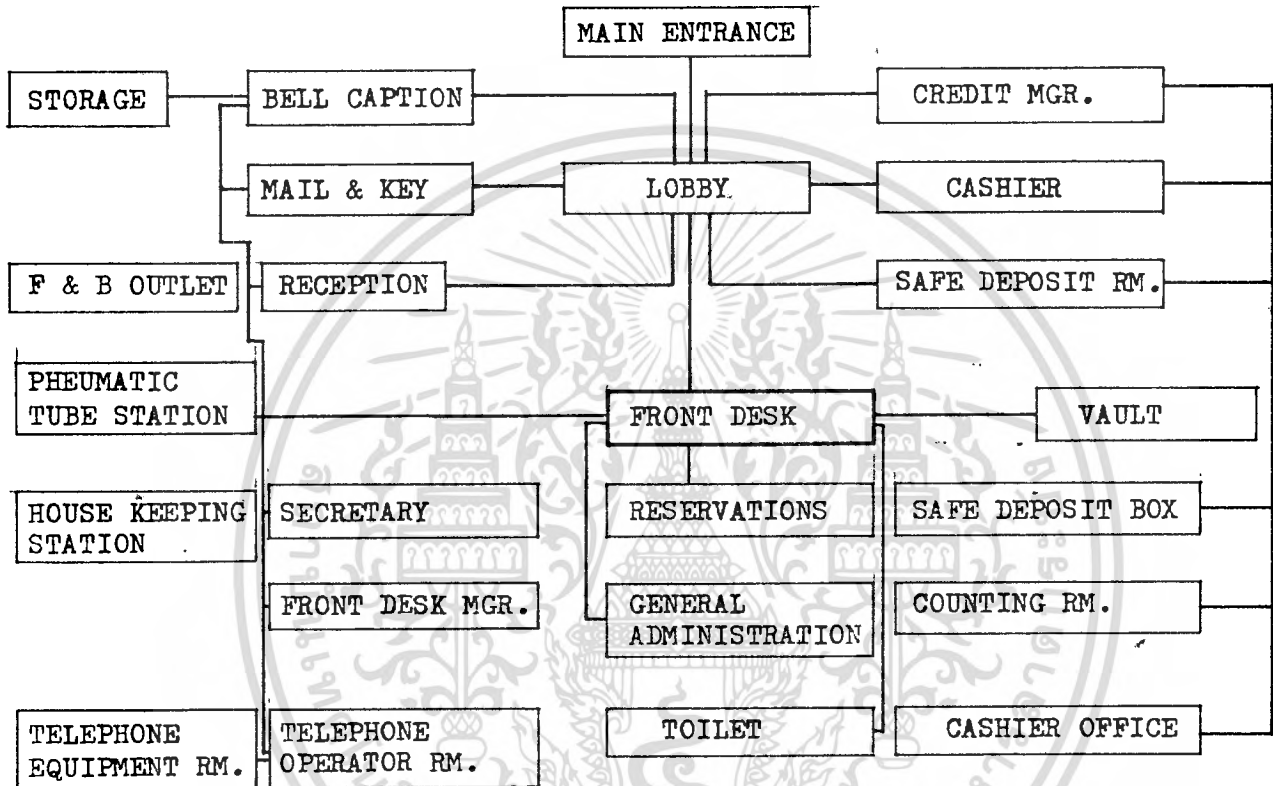 MAIN ENTRANCE
STORAGE
BELL CAPTION
CREDIT MGR.
MAIL & KEY
LOBBY
CASHIER
F & B OUTLET
RECEPTION
SAFE DEPOSIT RM.
PHEUMATIC
TUBE STATION
FRONT DESK
VAULT
HOUSE KEEPING
STATION
SECRETARY
RESERVATIONS
SAFE DEPOSIT BOX
FRONT DESK MGR.
GENERAL
ADMINISTRATION
COUNTING RM.
TELEPHONE
EQUIPMENT RM.
TELEPHONE
OPERATOR RM.
TOILET
CASHIER OFFICE